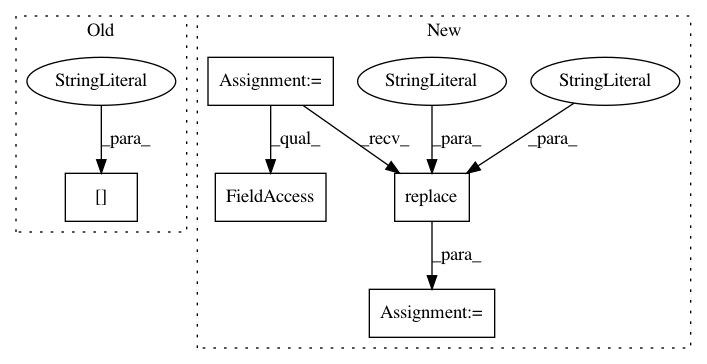 Old
New
StringLiteral
Assignment:=
StringLiteral
StringLiteral
_para_
_qual_
_recv_
_para_
_para_
[]
FieldAccess
replace
_para_
Assignment:=